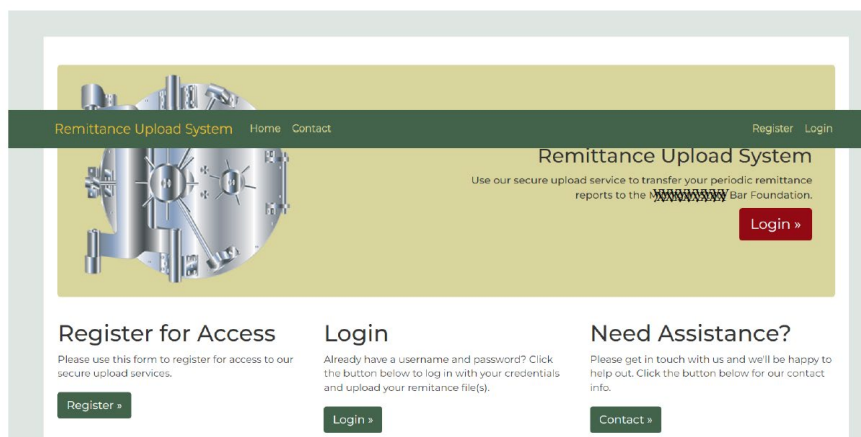 Remittance Upload System Home Contact Register Login
Remittance Upload System
Use our secure upload service to transfer your periodic remittance
reports to the Bar Foundation.
Login »
Register for Access
Please use this form to register for access to our
secure upload services.
Register »
Login
Already have a username and password? Click
the button below to log in with your credentials
and upload your remitance file(s).
Login »
Need Assistance?
Please get in touch with us and we'll be happy to
help out. Click the button below for our contact
info.
Contact »